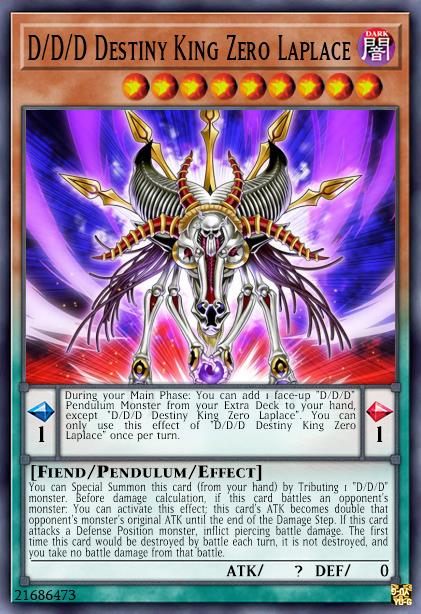 D/D/D Destiny King Zero Laplace
DARK
闇
During your Main Phase: You can add 1 face-up "D/D/D"
Pendulum Monster from your Extra Deck to your hand,
except "D/D/D Destiny King Zero Laplace". You can
only use this effect of "D/D/D Destiny King Zero
Laplace" once per turn.
1
1
[Fiend/Pendulum/Effect]
You can Special Summon this card (from your hand) by Tributing 1 "D/D/D"
monster. Before damage calculation, if this card battles an opponent's
monster: You can activate this effect; this card's ATK becomes double that
opponent's monster's original ATK until the end of the Damage Step. If this card
attacks a Defense Position monster, inflict piercing battle damage. The first
time this card would be destroyed by battle each turn, it is not destroyed, and
you take no battle damage from that battle.
ATK/ ? DEF/ 0
21686473